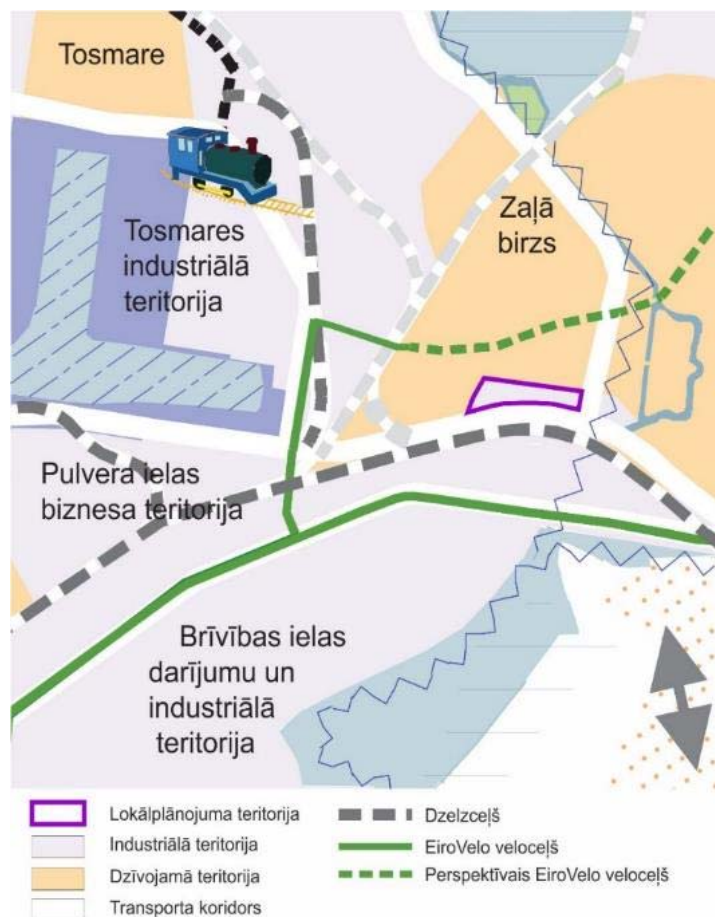 Tosmare
Zaļā
birzs
Tosmares
industriālā
teritorija
Pulvera ielas
biznesa teritorija
Brīvības ielas
darījumu un
industriālā
teritorija
Lokālplānojuma teritorija
Industriālā teritorija
Dzīvojamā teritorija
Transporta koridors
Dzelzceļš
EiroVelo veloceļš
Perspektīvais EiroVelo veloceļš